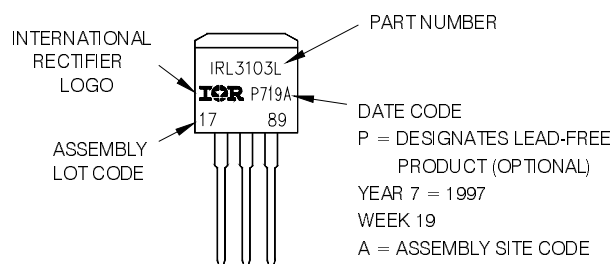 PART NUMBER
INTERNATIONAL
RECTIFIER
LOGO
IRL3103L
IOR P719A
17 89
ASSEMBLY
LOT CODE
DATE CODE
P = DESIGNATES LEAD-FREE
PRODUCT (OPTIONAL)
YEAR 7 = 1997
WEEK 19
A = ASSEMBLY SITE CODE